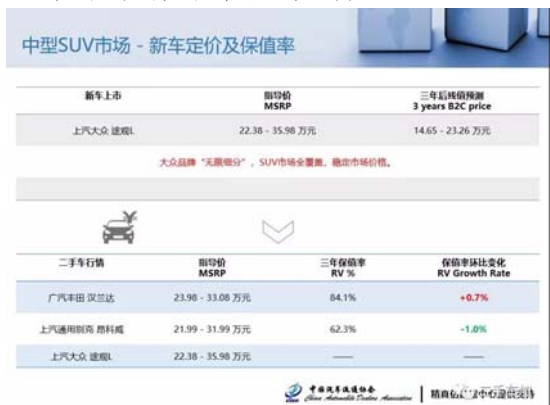 中型SUV市场 - 新车定价及保值率
新车上市 指导价 三年后残值预测
MSRP 3 years B2C price
上汽大众 途观L 22.38 - 35.98 万元 14.65 - 23.26 万元
大众品牌“无限细分”，SUV市场全覆盖、稳定市场价格。
二手车行情 指导价 三年保值率 保值率环比变化
MSRP RV % RV Growth Rate
广汽丰田 汉兰达 23.98 - 33.08 万元 84.1% +0.7%
上汽通用别克 昂科威 21.99 - 31.99 万元 62.3% -1.0%
上汽大众 途观L 22.38 - 35.98 万元 —— ——
中国汽车流通协会
China Automobile Dealers Association